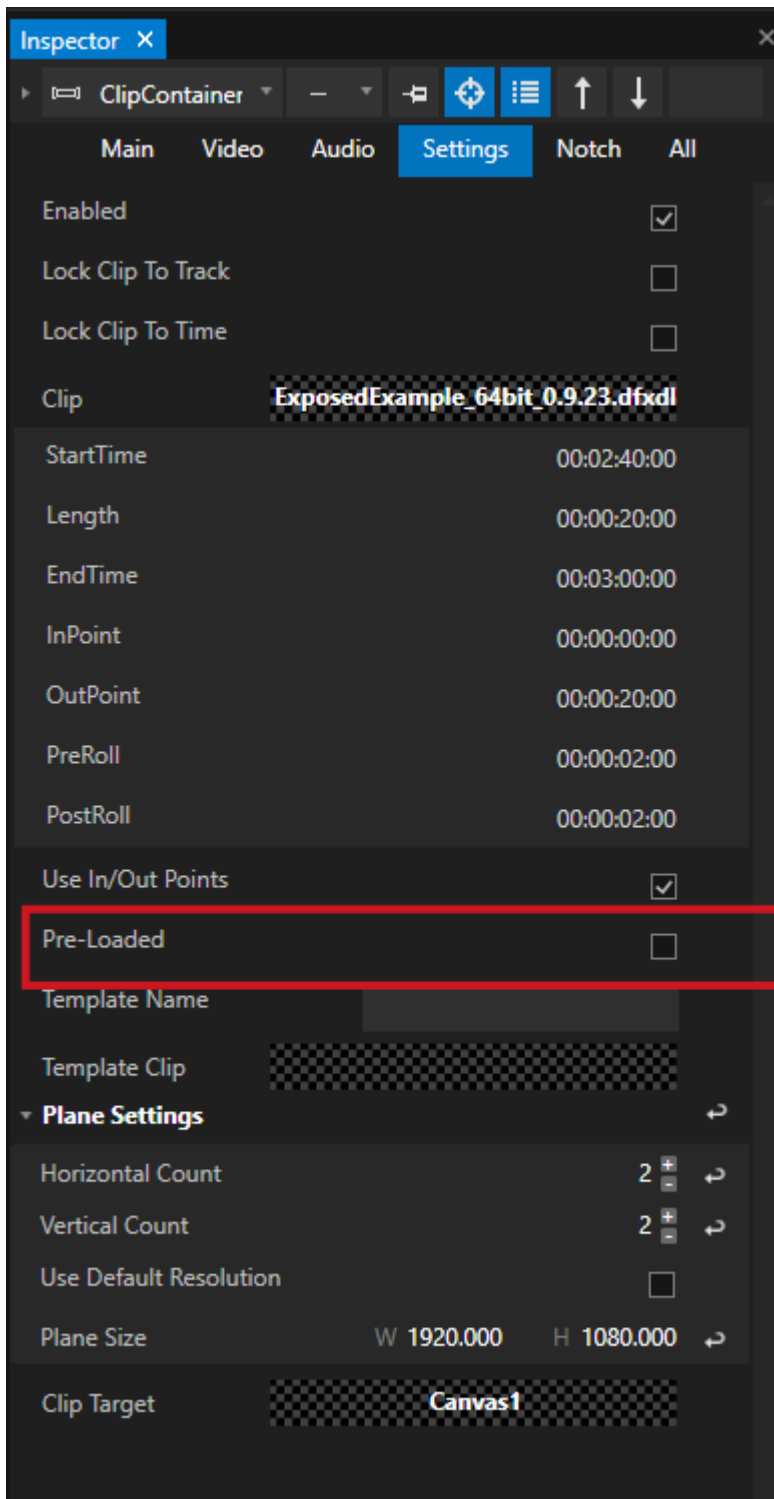 Inspector
ClipContainer –
Main Video Audio Settings Notch All
Enabled
Lock Clip To Track
Lock Clip To Time
Clip ExposedExample_64bit_0.9.23.dfxdl
StartTime 00:02:40:00
Length 00:00:20:00
EndTime 00:03:00:00
InPoint 00:00:00:00
OutPoint 00:00:20:00
PreRoll 00:00:02:00
PostRoll 00:00:02:00
Use In/Out Points
Pre-Loaded
Template Name
Template Clip
Plane Settings
Horizontal Count 2
Vertical Count 2
Use Default Resolution
Plane Size W 1920.000 H 1080.000
Clip Target Canvas1